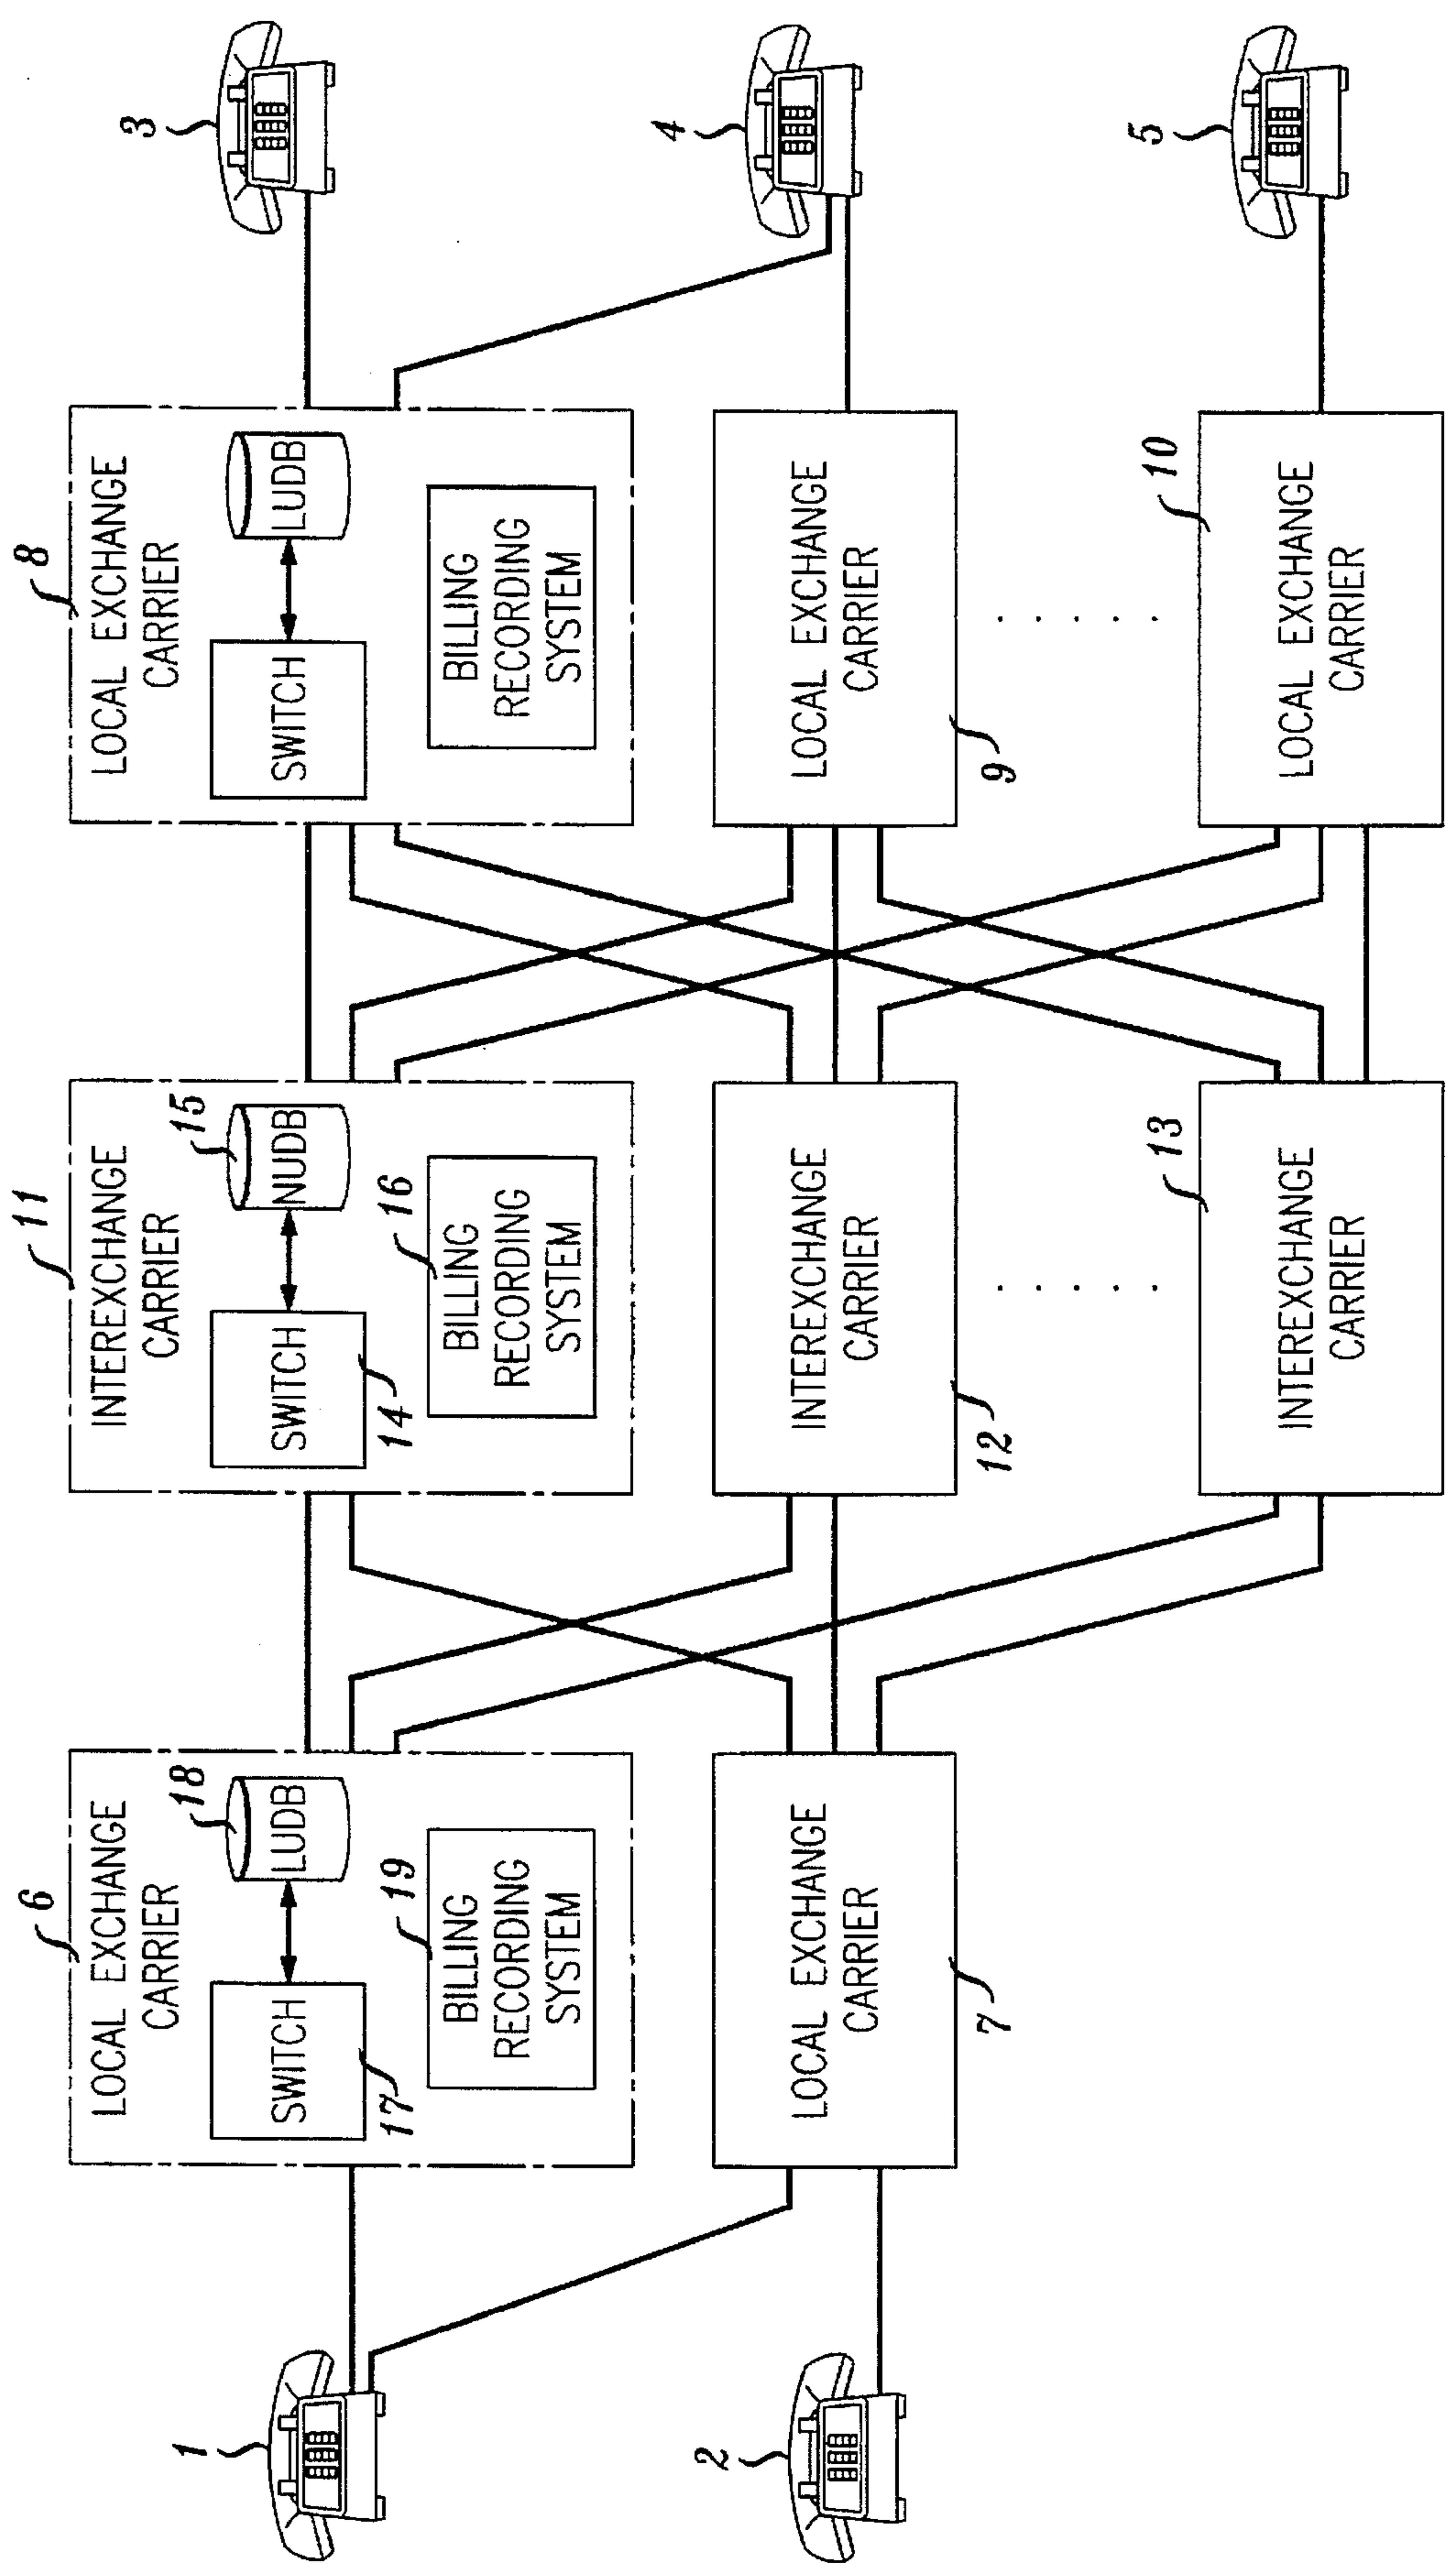 1
2
6
LOCAL EXCHANGE
CARRIER
SWITCH
17
LUDB
18
BILLING
RECORDING
SYSTEM
19
LOCAL EXCHANGE
CARRIER
7
11
INTEREXCHANGE
CARRIER
SWITCH
14
NUDB
15
BILLING
RECORDING
SYSTEM
16
INTEREXCHANGE
CARRIER
12
. . . . .
INTEREXCHANGE
CARRIER
13
8
LOCAL EXCHANGE
CARRIER
SWITCH
LUDB
BILLING
RECORDING
SYSTEM
LOCAL EXCHANGE
CARRIER
9
. . . . .
LOCAL EXCHANGE
CARRIER
10
3
4
5